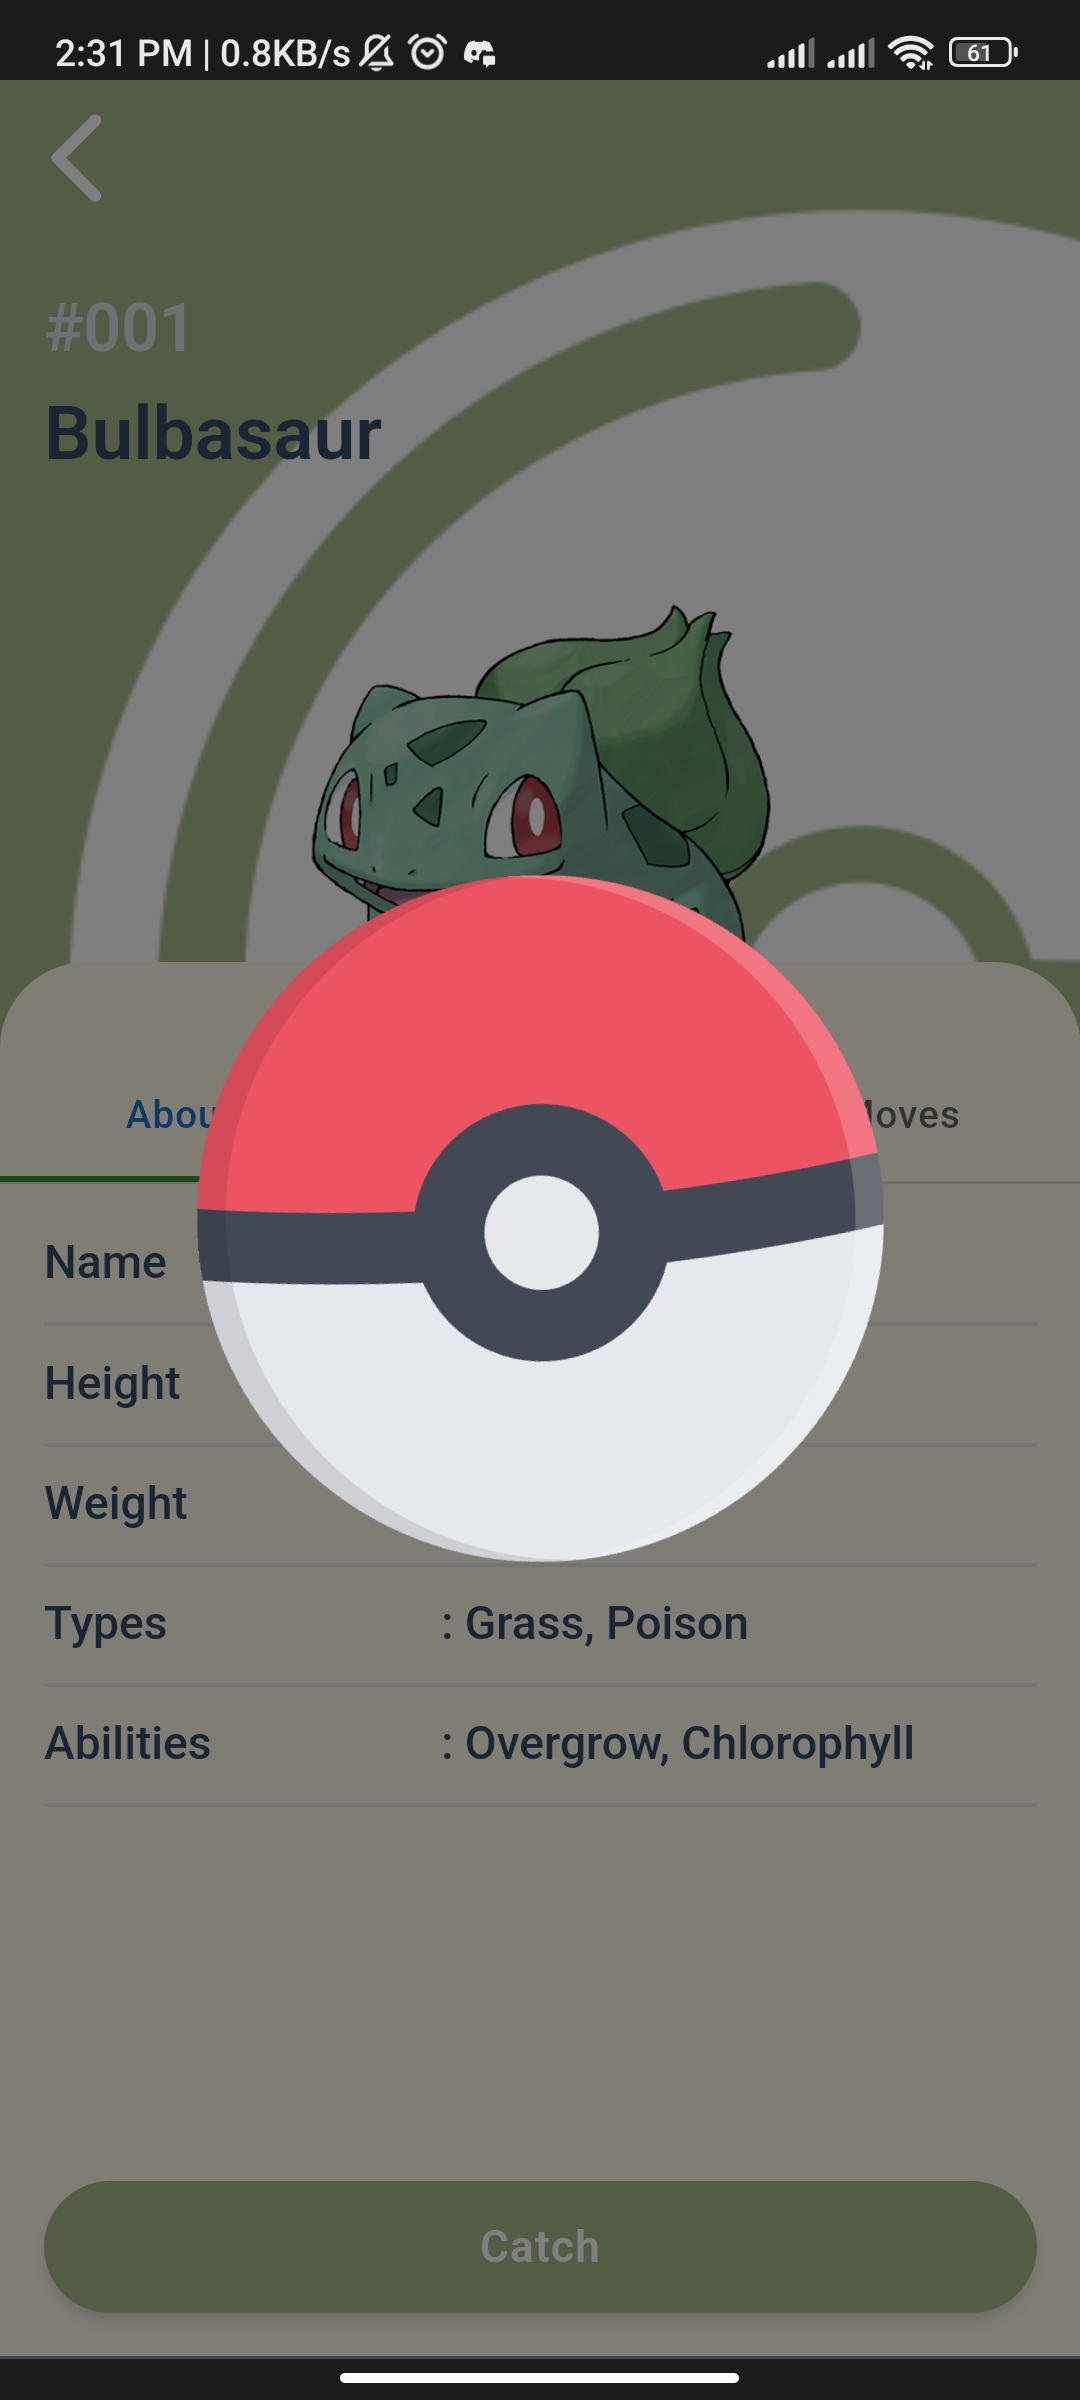 2:31 PM | 0.8KB/s 61
#001
Bulbasaur
Name
Height
Weight
Types : Grass, Poison
Abilities : Overgrow, Chlorophyll
Catch